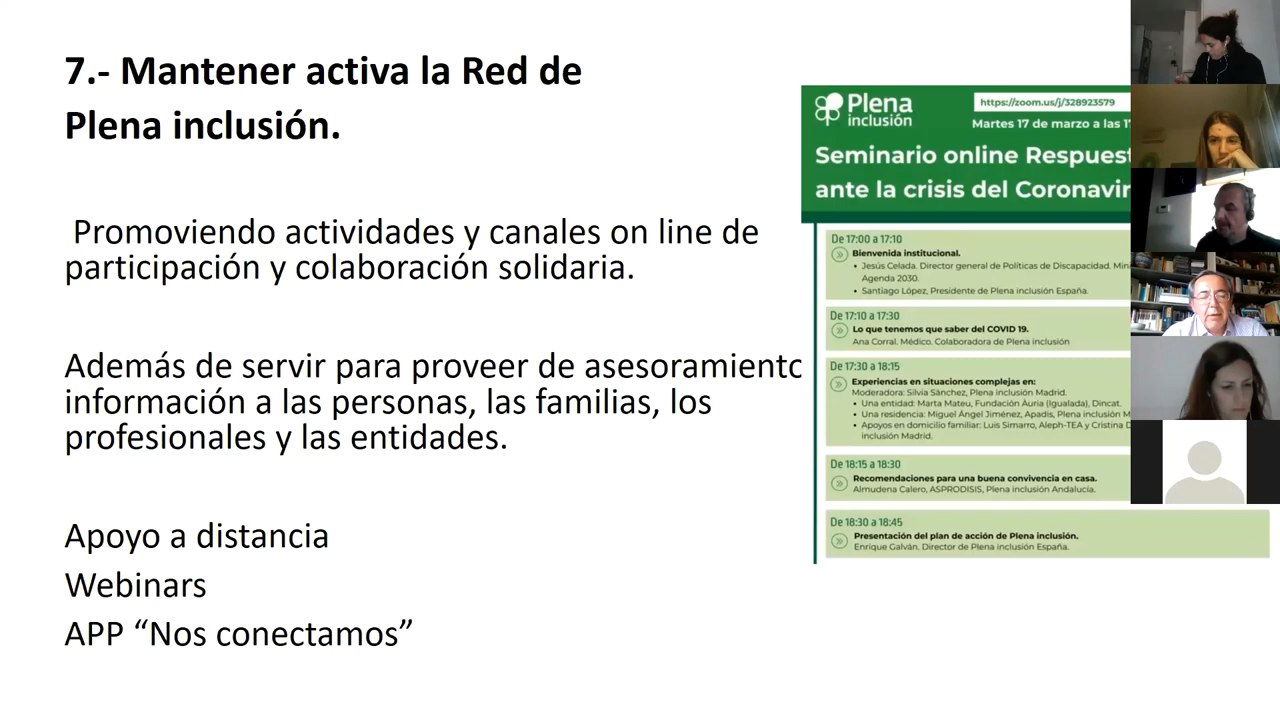 7.- Mantener activa la Red de
Plena inclusión.
Promoviendo actividades y canales on line de
participación y colaboración solidaria.
Además de servir para proveer de asesoramiento
información a las personas, las familias, los
profesionales y las entidades.
Apoyo a distancia
Webinars
APP “Nos conectamos”
Plena
inclusión
https://zoom.us/j/328923579
Martes 17 de marzo a las
Seminario online
ante la crisis del
De 17:00 a 17:10
Bienvenida institucional.
• Jesús Celada. Director general de Políticas de Discapacidad.
Agenda 2030.
• Santiago López, Presidente de Plena inclusión España.
De 17:10 a 17:30
Lo que tenemos que saber del COVID 19.
Ana Corral. Médico. Colaboradora de Plena inclusión
De 17:30 a 18:15
Experiencias en situaciones complejas en:
Moderadora: Silvia Sánchez, Plena inclusión Madrid.
• Una entidad: Marta Mateu, Fundación Àuria (Igualada), Dincat.
• Una residencia: Miguel Ángel Jiménez, Apadis, Plena inclusión
• Apoyos en domicilio familiar: Luis Simarro, Aleph-TEA y Cristina
inclusión Madrid.
De 18:15 a 18:30
Recomendaciones para una buena convivencia en casa.
Almudena Calero, ASPRODISIS, Plena inclusión Andalucía.
De 18:30 a 18:45
Presentación del plan de acción de Plena inclusión.
Enrique Galván, Director de Plena inclusión España.